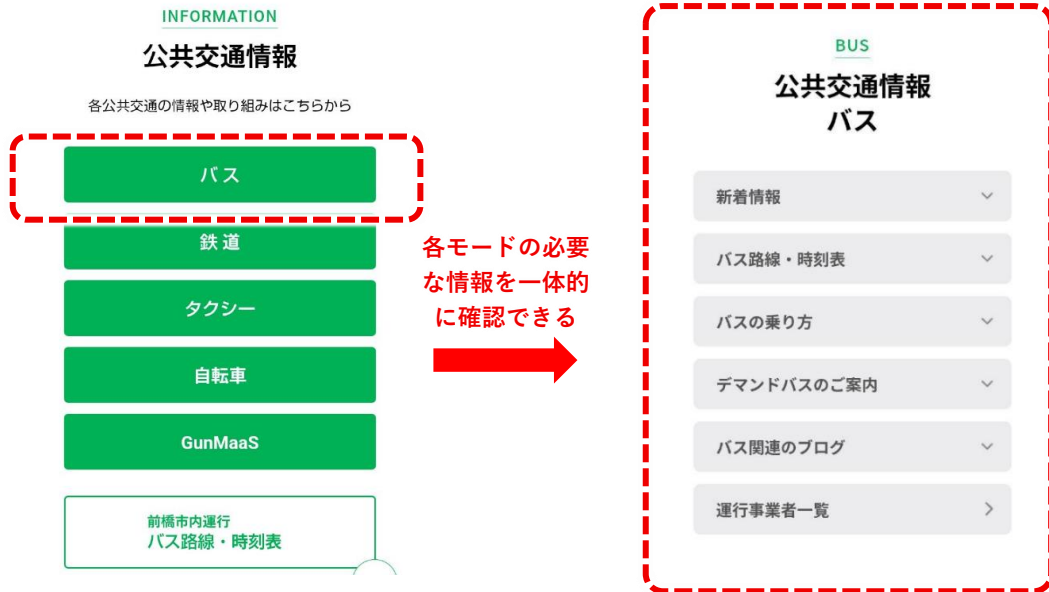 INFORMATION
公共交通情報
各公共交通の情報や取り組みはこちらから
バス
鉄道
タクシー
自転車
GunMaaS
前橋市内運行
バス路線・時刻表
各モードの必要
な情報を一体的
に確認できる
BUS
公共交通情報
バス
新着情報
バス路線・時刻表
バスの乗り方
デマンドバスのご案内
バス関連のブログ
運行事業者一覧